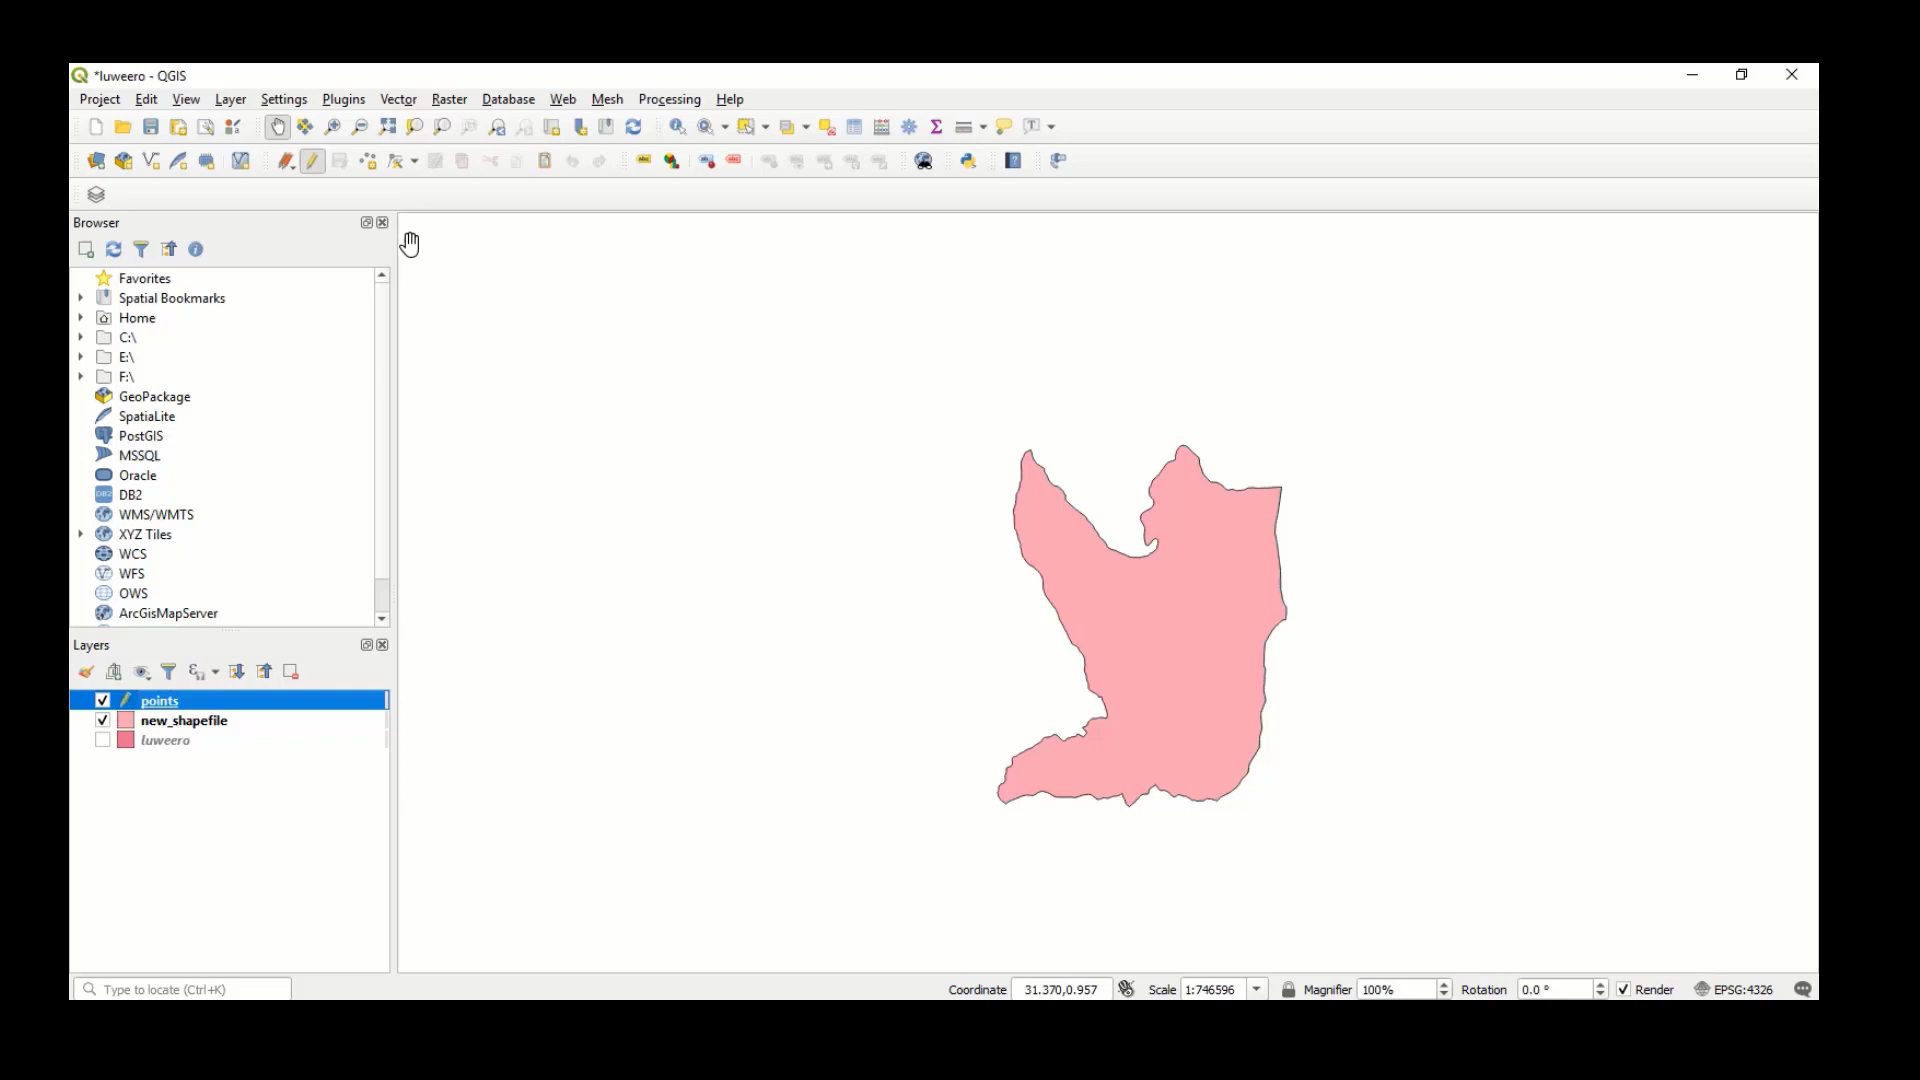 *luweero - QGIS
Project Edit View Layer Settings Plugins Vector Raster Database Web Mesh Processing Help
Browser
Favorites
Spatial Bookmarks
Home
C:\
E:\
F:\
GeoPackage
SpatiaLite
PostGIS
MSSQL
Oracle
DB2
WMS/WMTS
XYZ Tiles
WCS
WFS
OWS
ArcGisMapServer
Layers
points
new_shapefile
luweero
Type to locate (Ctrl+K) Coordinate 31.370,0.957 Scale 1:746596 Magnifier 100% Rotation 0.0 ° Render EPSG:4326